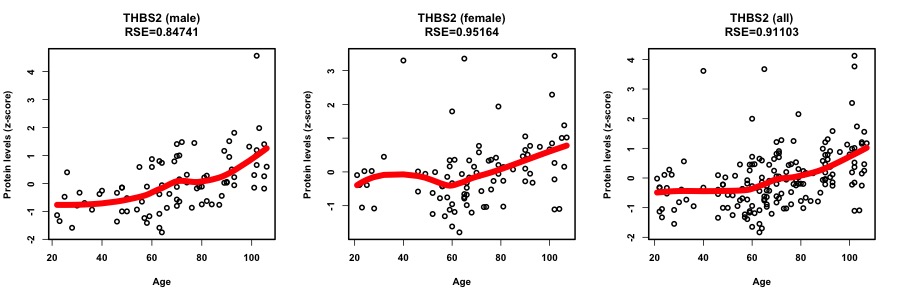 THBS2 (male)
RSE=0.84741
Protein levels (z-score)
4
3
2
1
0
-1
-2
20 40 60 80 100
Age
THBS2 (female)
RSE=0.95164
Protein levels (z-score)
3
2
1
0
-1
20 40 60 80 100
Age
THBS2 (all)
RSE=0.91103
Protein levels (z-score)
4
3
2
1
0
-1
-2
20 40 60 80 100
Age